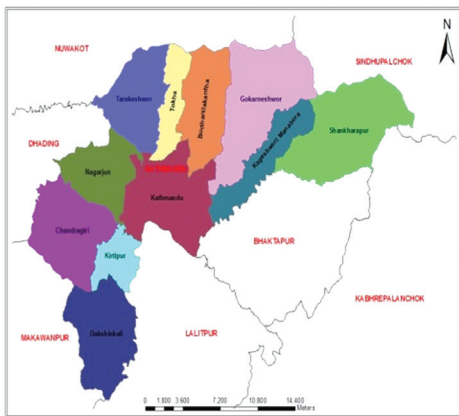 N
NUWAKOT
SINDHUPALCHOK
Tarakeshwor
Tokha
Budhanilakantha
Gokarneshwor
Kageshwori Manahora
Shankharapur
DHADING
Nagarjun
Kathmandu
Chandragiri
Kirtipur
BHAKTAPUR
KABHREPALANCHOK
MAKAWANPUR
Dakshinkali
LALITPUR
0 1,800 3,600 7,200 10,800 14,400
Meters